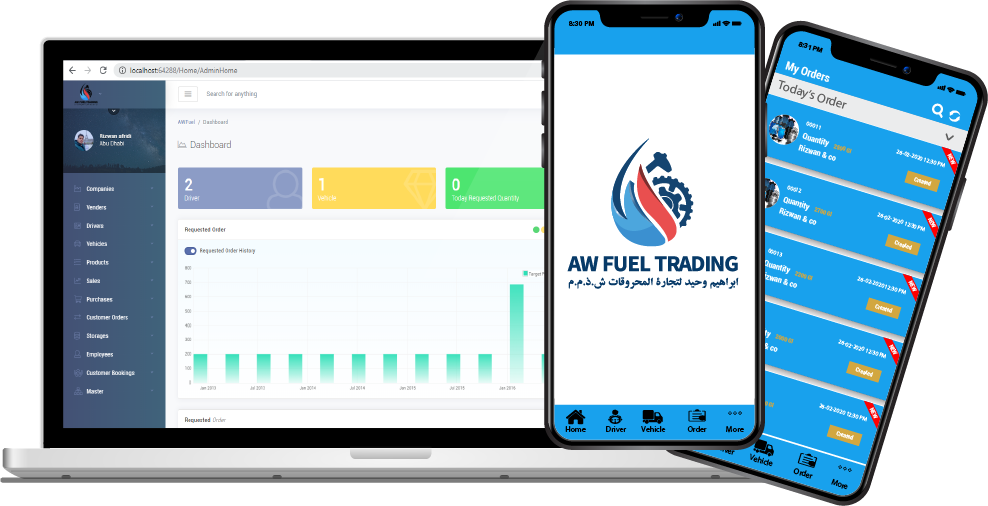 localhost:64288/Home/AdminHome
AW FUEL TRADING
Search for anything
Rizwan afridi
Abu Dhabi
AWFuel / Dashboard
Dashboard
2
Driver
1
Vehicle
0
Today Requested Quantity
Companies
Venders
Drivers
Vehicles
Products
Sales
Purchases
Customer Orders
Storages
Employees
Customer Bookings
Master
Requested Order
Requested Order History
800
700
600
500
400
300
200
100
0
Jan 2013
Jul 2013
Jan 2014
Jul 2014
Jan 2015
Jul 2015
Jan 2016
Requested Order
8:30 PM
AW FUEL TRADING
ابراهيم وحيد لتجارة المحروقات ش.ذ.م.م
Home
Driver
Vehicle
Order
More
8:31 PM
My Orders
Today's Order
00011
Quantity
Rizwan & co
26-02-2020 12:30 PM
NEW
Created
00012
Quantity
Rizwan & co
26-02-2020 12:30 PM
NEW
Created
00013
Quantity
Rizwan & co
26-02-2020 12:30 PM
NEW
Created
Quantity
& co
26-02-2020 12:30 PM
NEW
Created
26-02-2020 12:30 PM
NEW
Created
Vehicle
Order
More